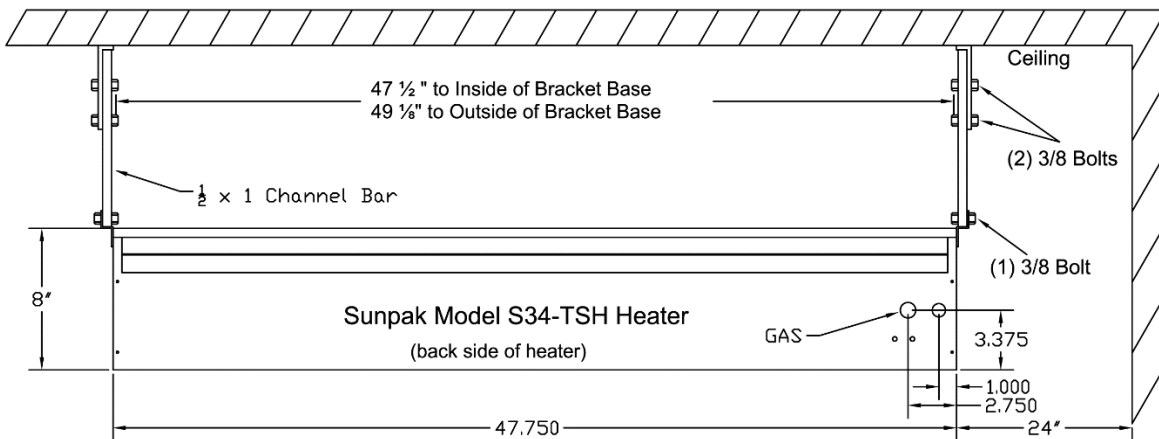 Ceiling
47 ½ " to Inside of Bracket Base
49 ⅛" to Outside of Bracket Base
(2) 3/8 Bolts
½ x 1 Channel Bar
(1) 3/8 Bolt
8"
Sunpak Model S34-TSH Heater
GAS
(back side of heater)
3.375
1.000
2.750
47.750
24"